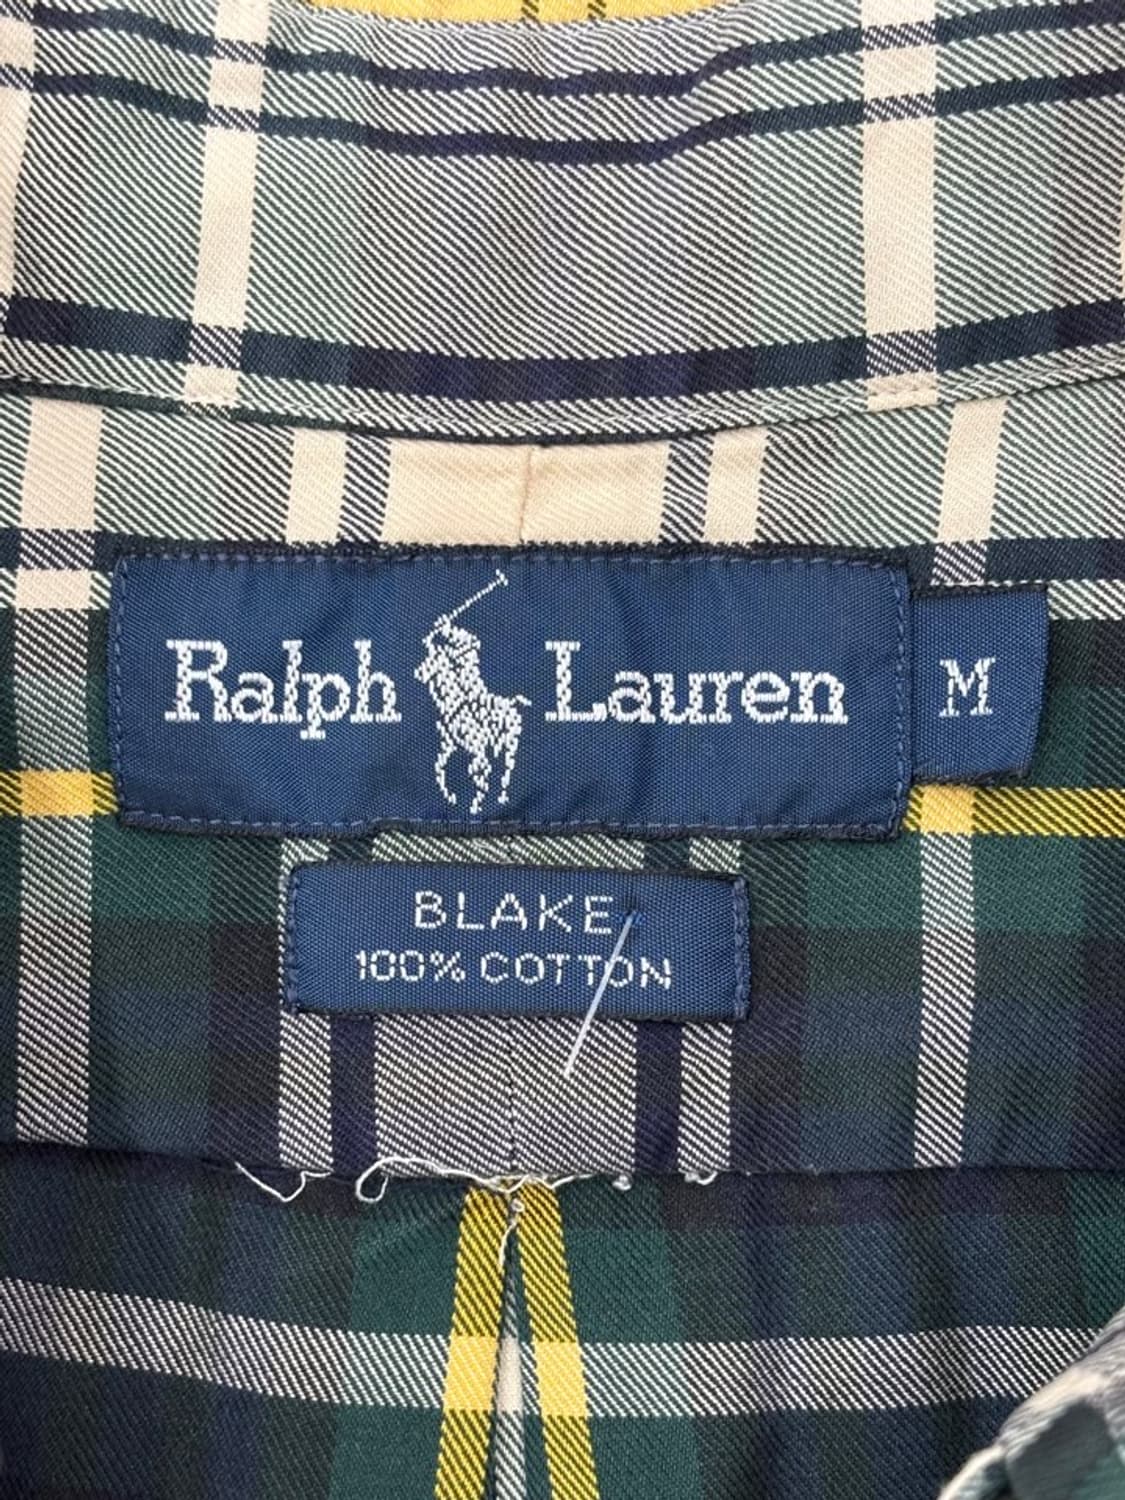 Ralph Lauren
M
BLAKE
100% COTTON